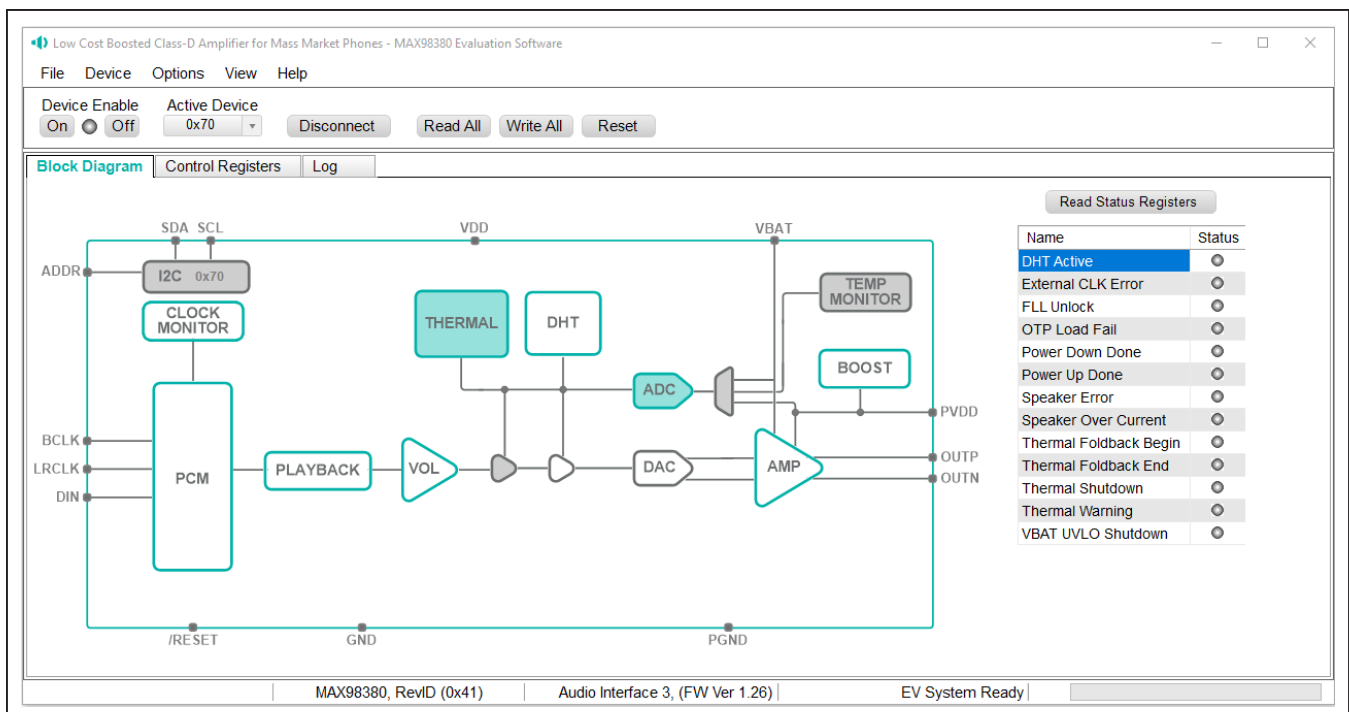 Low Cost Boosted Class-D Amplifier for Mass Market Phones - MAX98380 Evaluation Software
File Device Options View Help
Device Enable Active Device
On Off 0x70 Disconnect Read All Write All Reset
Block Diagram Control Registers Log
Read Status Registers
SDA SCL VDD VBAT
ADDR
I2C 0x70
CLOCK
MONITOR
THERMAL
DHT
TEMP
MONITOR
ADC
BOOST
PVDD
BCLK
LRCLK
DIN
PCM
PLAYBACK
VOL
DAC
AMP
OUTP
OUTN
/RESET GND PGND
Name Status
DHT Active
External CLK Error
FLL Unlock
OTP Load Fail
Power Down Done
Power Up Done
Speaker Error
Speaker Over Current
Thermal Foldback Begin
Thermal Foldback End
Thermal Shutdown
Thermal Warning
VBAT UVLO Shutdown
MAX98380, RevID (0x41) Audio Interface 3, (FW Ver 1.26) EV System Ready